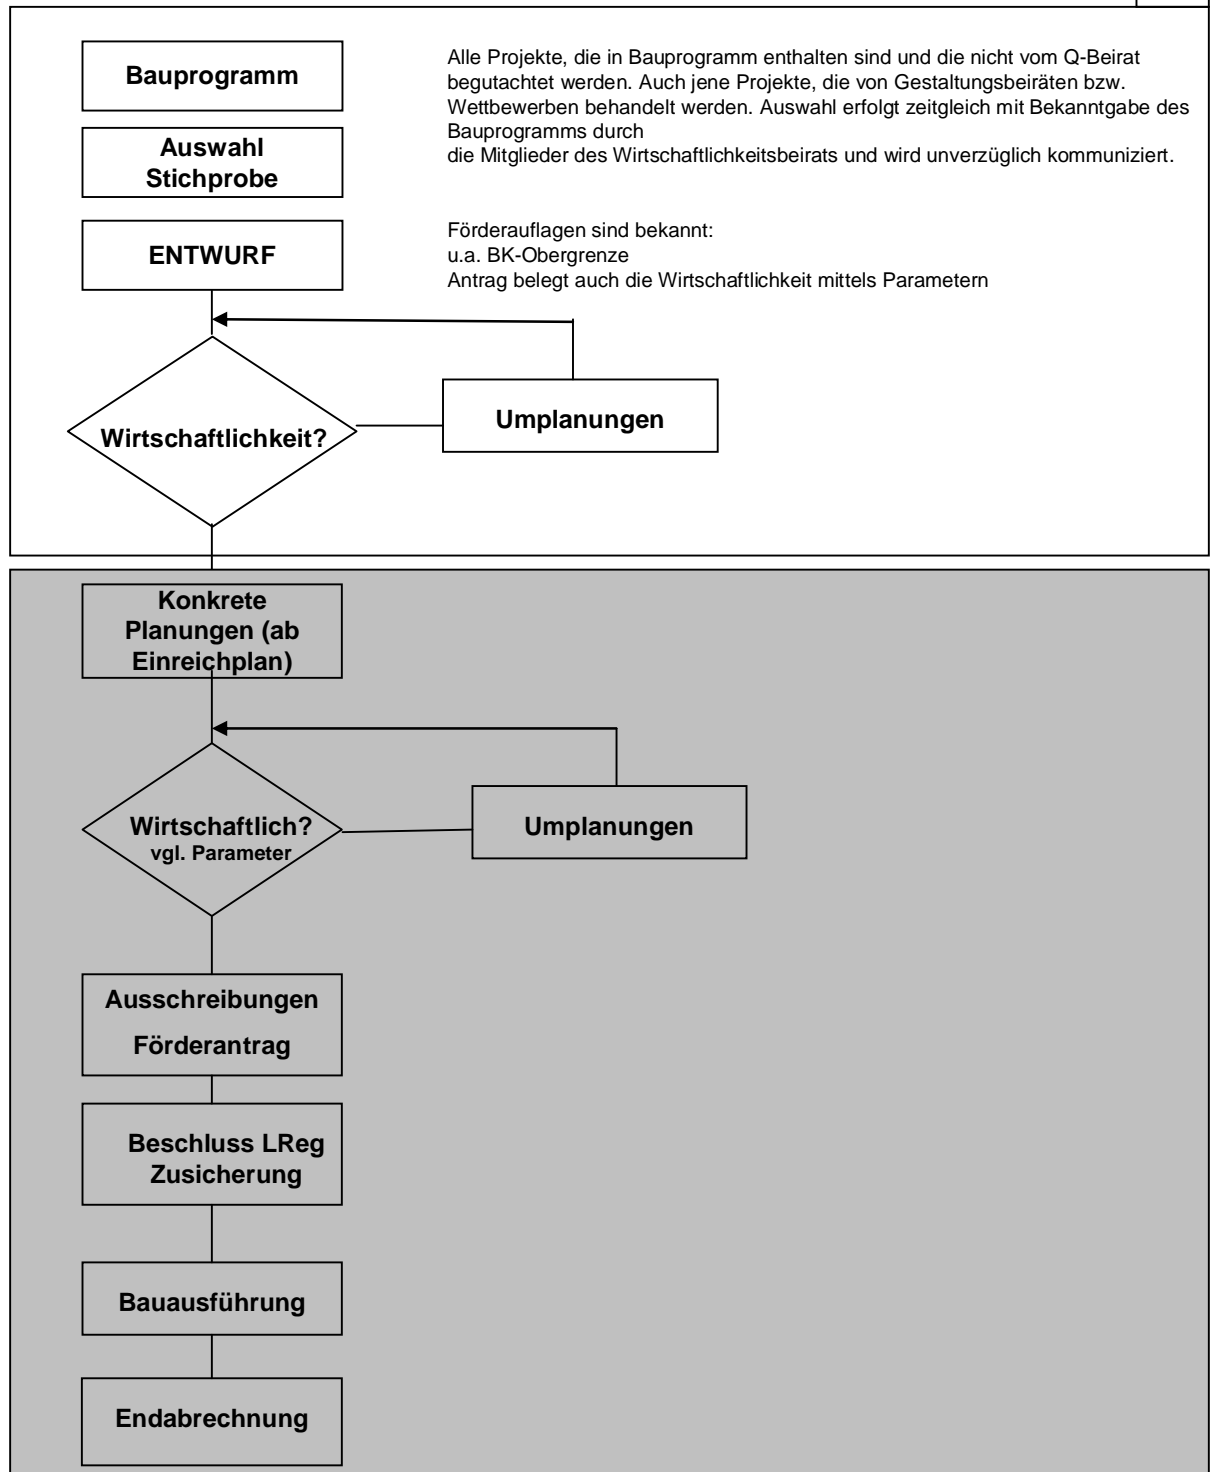 Bauprogramm
Alle Projekte, die in Bauprogramm enthalten sind und die nicht vom Q-Beirat
begutachtet werden. Auch jene Projekte, die von Gestaltungsbeiräten bzw.
Wettbewerben behandelt werden. Auswahl erfolgt zeitgleich mit Bekanntgabe des
Bauprogramms durch
die Mitglieder des Wirtschaftlichkeitsbeirats und wird unverzüglich kommuniziert.
Auswahl
Stichprobe
ENTWURF
Förderauflagen sind bekannt:
u.a. BK-Obergrenze
Antrag belegt auch die Wirtschaftlichkeit mittels Parametern
Wirtschaftlichkeit?
Umplanungen
Konkrete
Planungen (ab
Einreichplan)
Wirtschaftlich?
vgl. Parameter
Umplanungen
Ausschreibungen
Förderantrag
Beschluss LReg
Zusicherung
Bauausführung
Endabrechnung